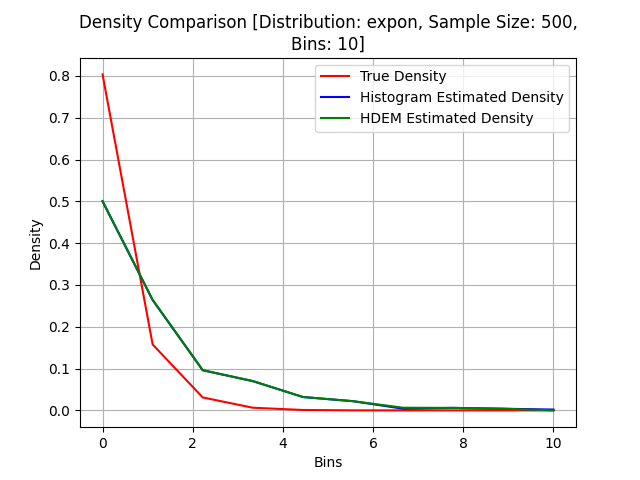 Density Comparison [Distribution: expon, Sample Size: 500,
Bins: 10]
True Density
Histogram Estimated Density
HDEM Estimated Density
0.8
0.7
0.6
0.5
0.4
0.3
0.2
0.1
0.0
Density
0 2 4 6 8 10
Bins